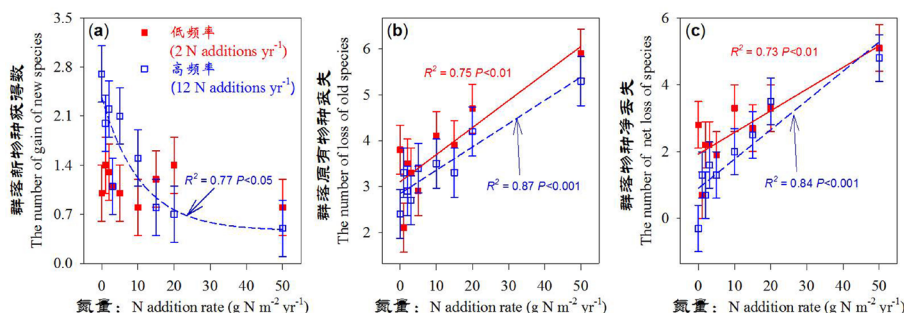 (a)
低频率
(2 N additions yr-1)
高频率
(12 N additions yr-1)
R2 = 0.77 P<0.05
群落新物种获得数
The number of gain of new species
3.5
2.8
2.1
1.4
0.7
0.0
0 10 20 30 40 50
氮量：N addition rate (g N m-2 yr-1)
(b)
R2 = 0.75 P<0.01
R2 = 0.87 P<0.001
群落原有物种丧失
The number of loss of old species
6
5
4
3
2
0 10 20 30 40 50
氮量：N addition rate (g N m-2 yr-1)
(c)
R2 = 0.73 P<0.01
R2 = 0.84 P<0.001
群落物种净丢失
The number of net loss of species
6
4
2
0
0 10 20 30 40 50
氮量：N addition rate (g N m-2 yr-1)